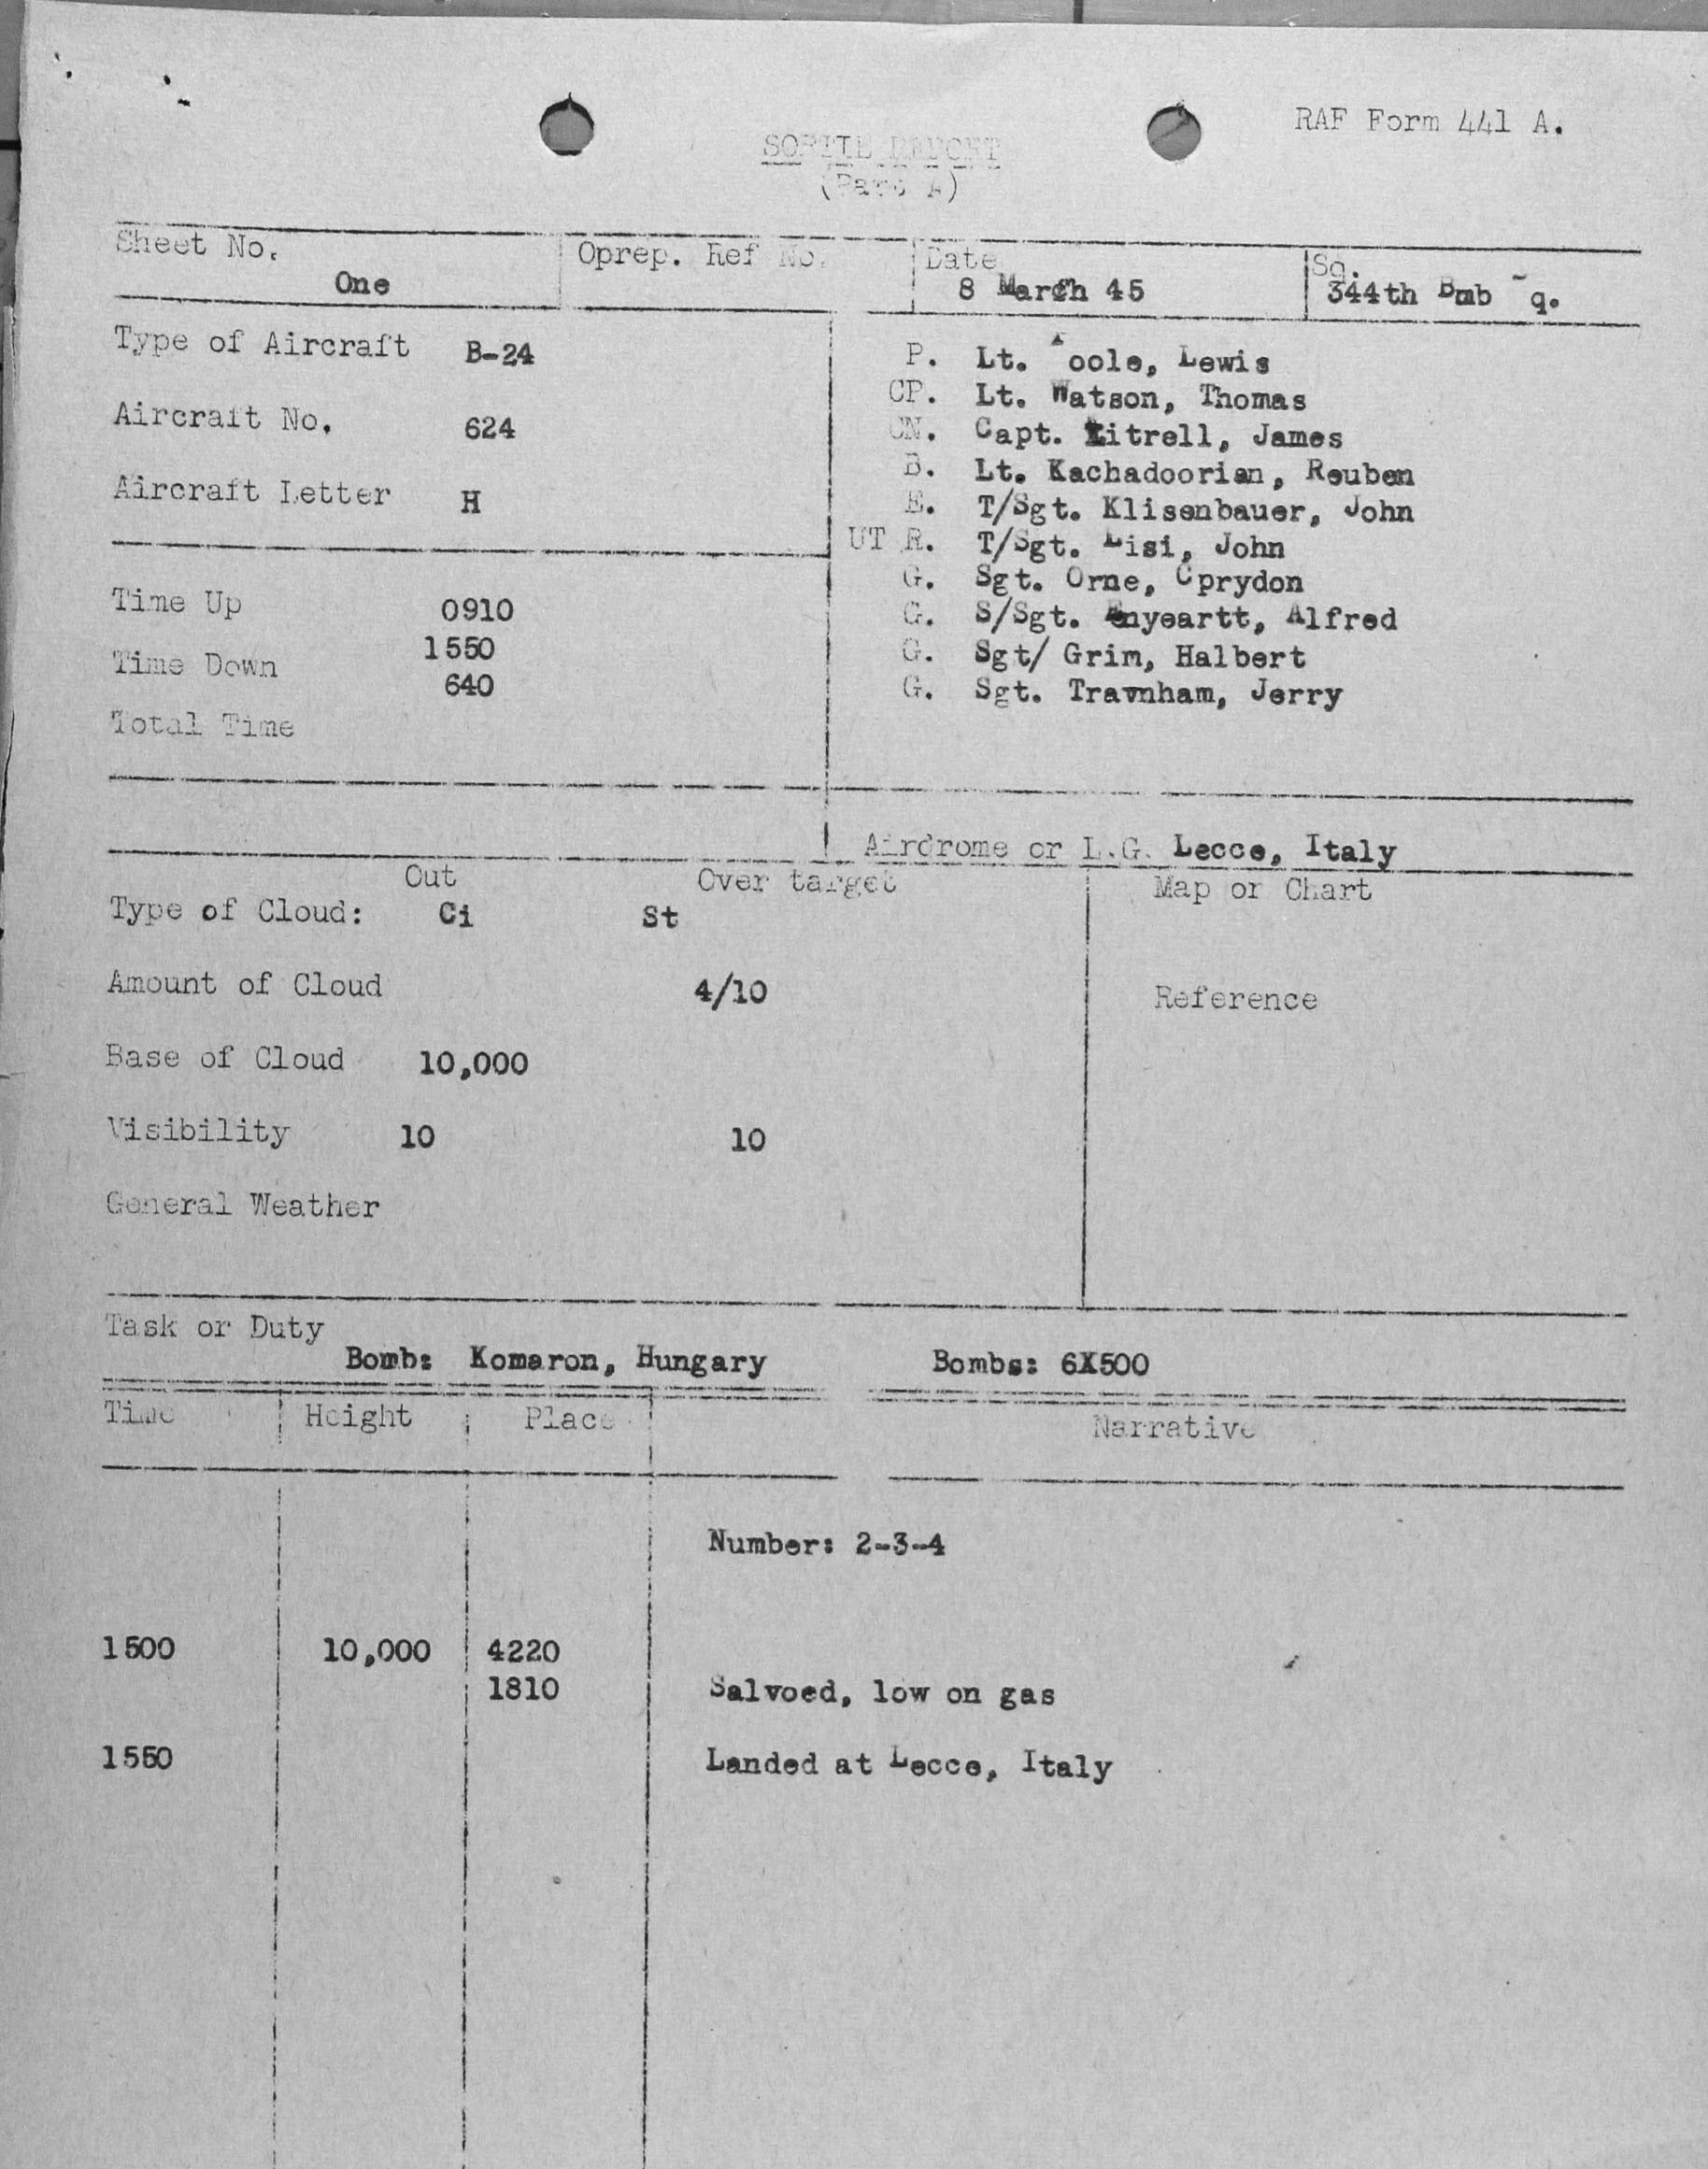 RAF Form 441 A.
SORTIE REPORT
(Part A)
Sheet No. Oprep. Ref No. Date Sq.
One 8 March 45 344th Bmb q.
Type of Aircraft B-24
Aircraft No. 624
Aircraft Letter H
P. Lt. oole, Lewis
CP. Lt. Watson, Thomas
CN. Capt. Litrell, James
B. Lt. Kachadoorian, Reuben
E. T/Sgt. Klisenbauer, John
UT R. T/Sgt. Lisi, John
G. Sgt. Orne, Cprydon
G. S/Sgt. Enyeartt, Alfred
G. Sgt/ Grim, Halbert
G. Sgt. Travnham, Jerry
Time Up 0910
Time Down 1550
640
Total Time
Airdrome or L.G. Lecce, Italy
Out Over target Map or Chart
Type of Cloud: Ci St
Amount of Cloud 4/10 Reference
Base of Cloud 10,000
Visibility 10 10
General Weather
Task or Duty
Bomb: Komaron, Hungary Bombs: 6X500
Time Height Place Narrative
Number: 2-3-4
1500 10,000 4220
1810 Salvoed, low on gas
1550 Landed at Lecce, Italy